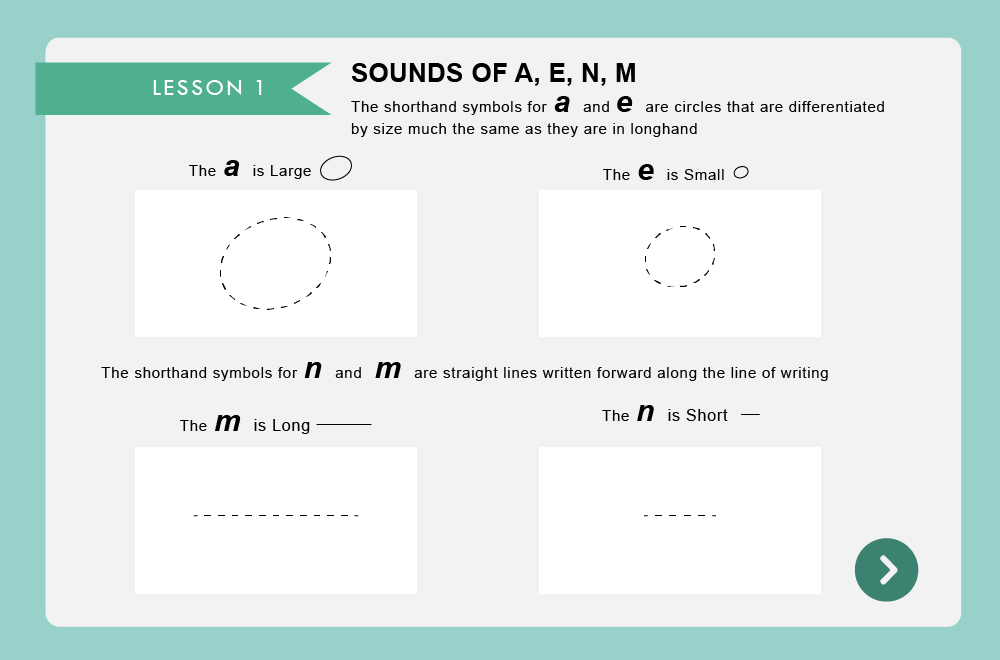 LESSON 1
SOUNDS OF A, E, N, M
The shorthand symbols for a and e are circles that are differentiated
by size much the same as they are in longhand
The a is Large
The e is Small
The shorthand symbols for n and m are straight lines written forward along the line of writing
The m is Long
The n is Short